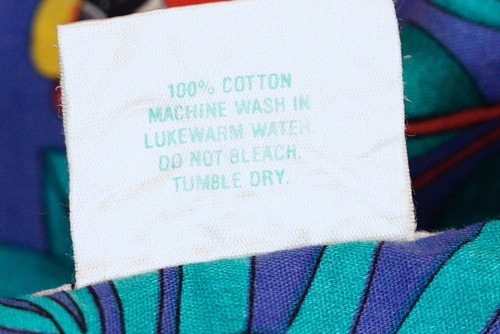 100% COTTON
MACHINE WASH IN
LUKEWARM WATER.
DO NOT BLEACH.
TUMBLE DRY.